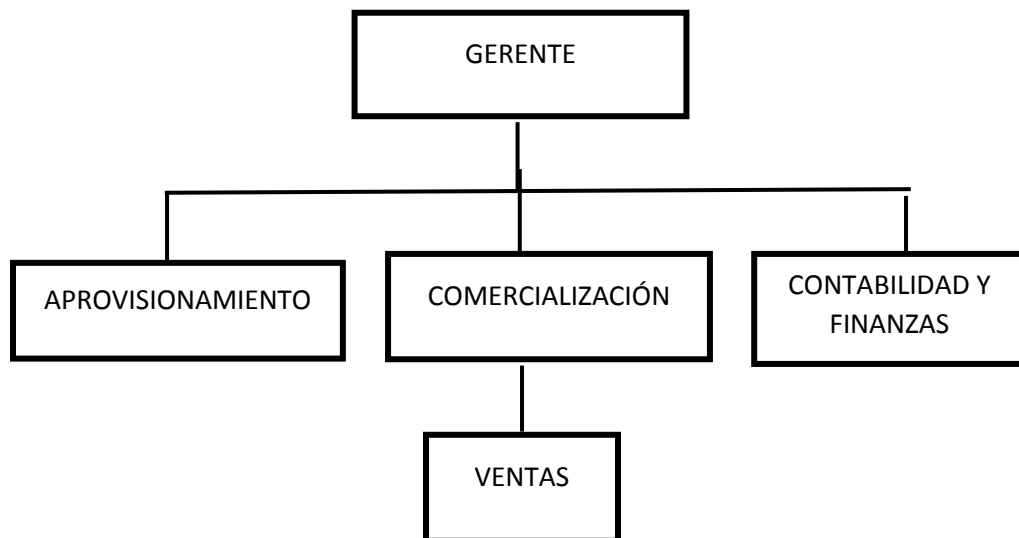 GERENTE
APROVISIONAMIENTO
COMERCIALIZACIÓN
CONTABILIDAD Y
FINANZAS
VENTAS